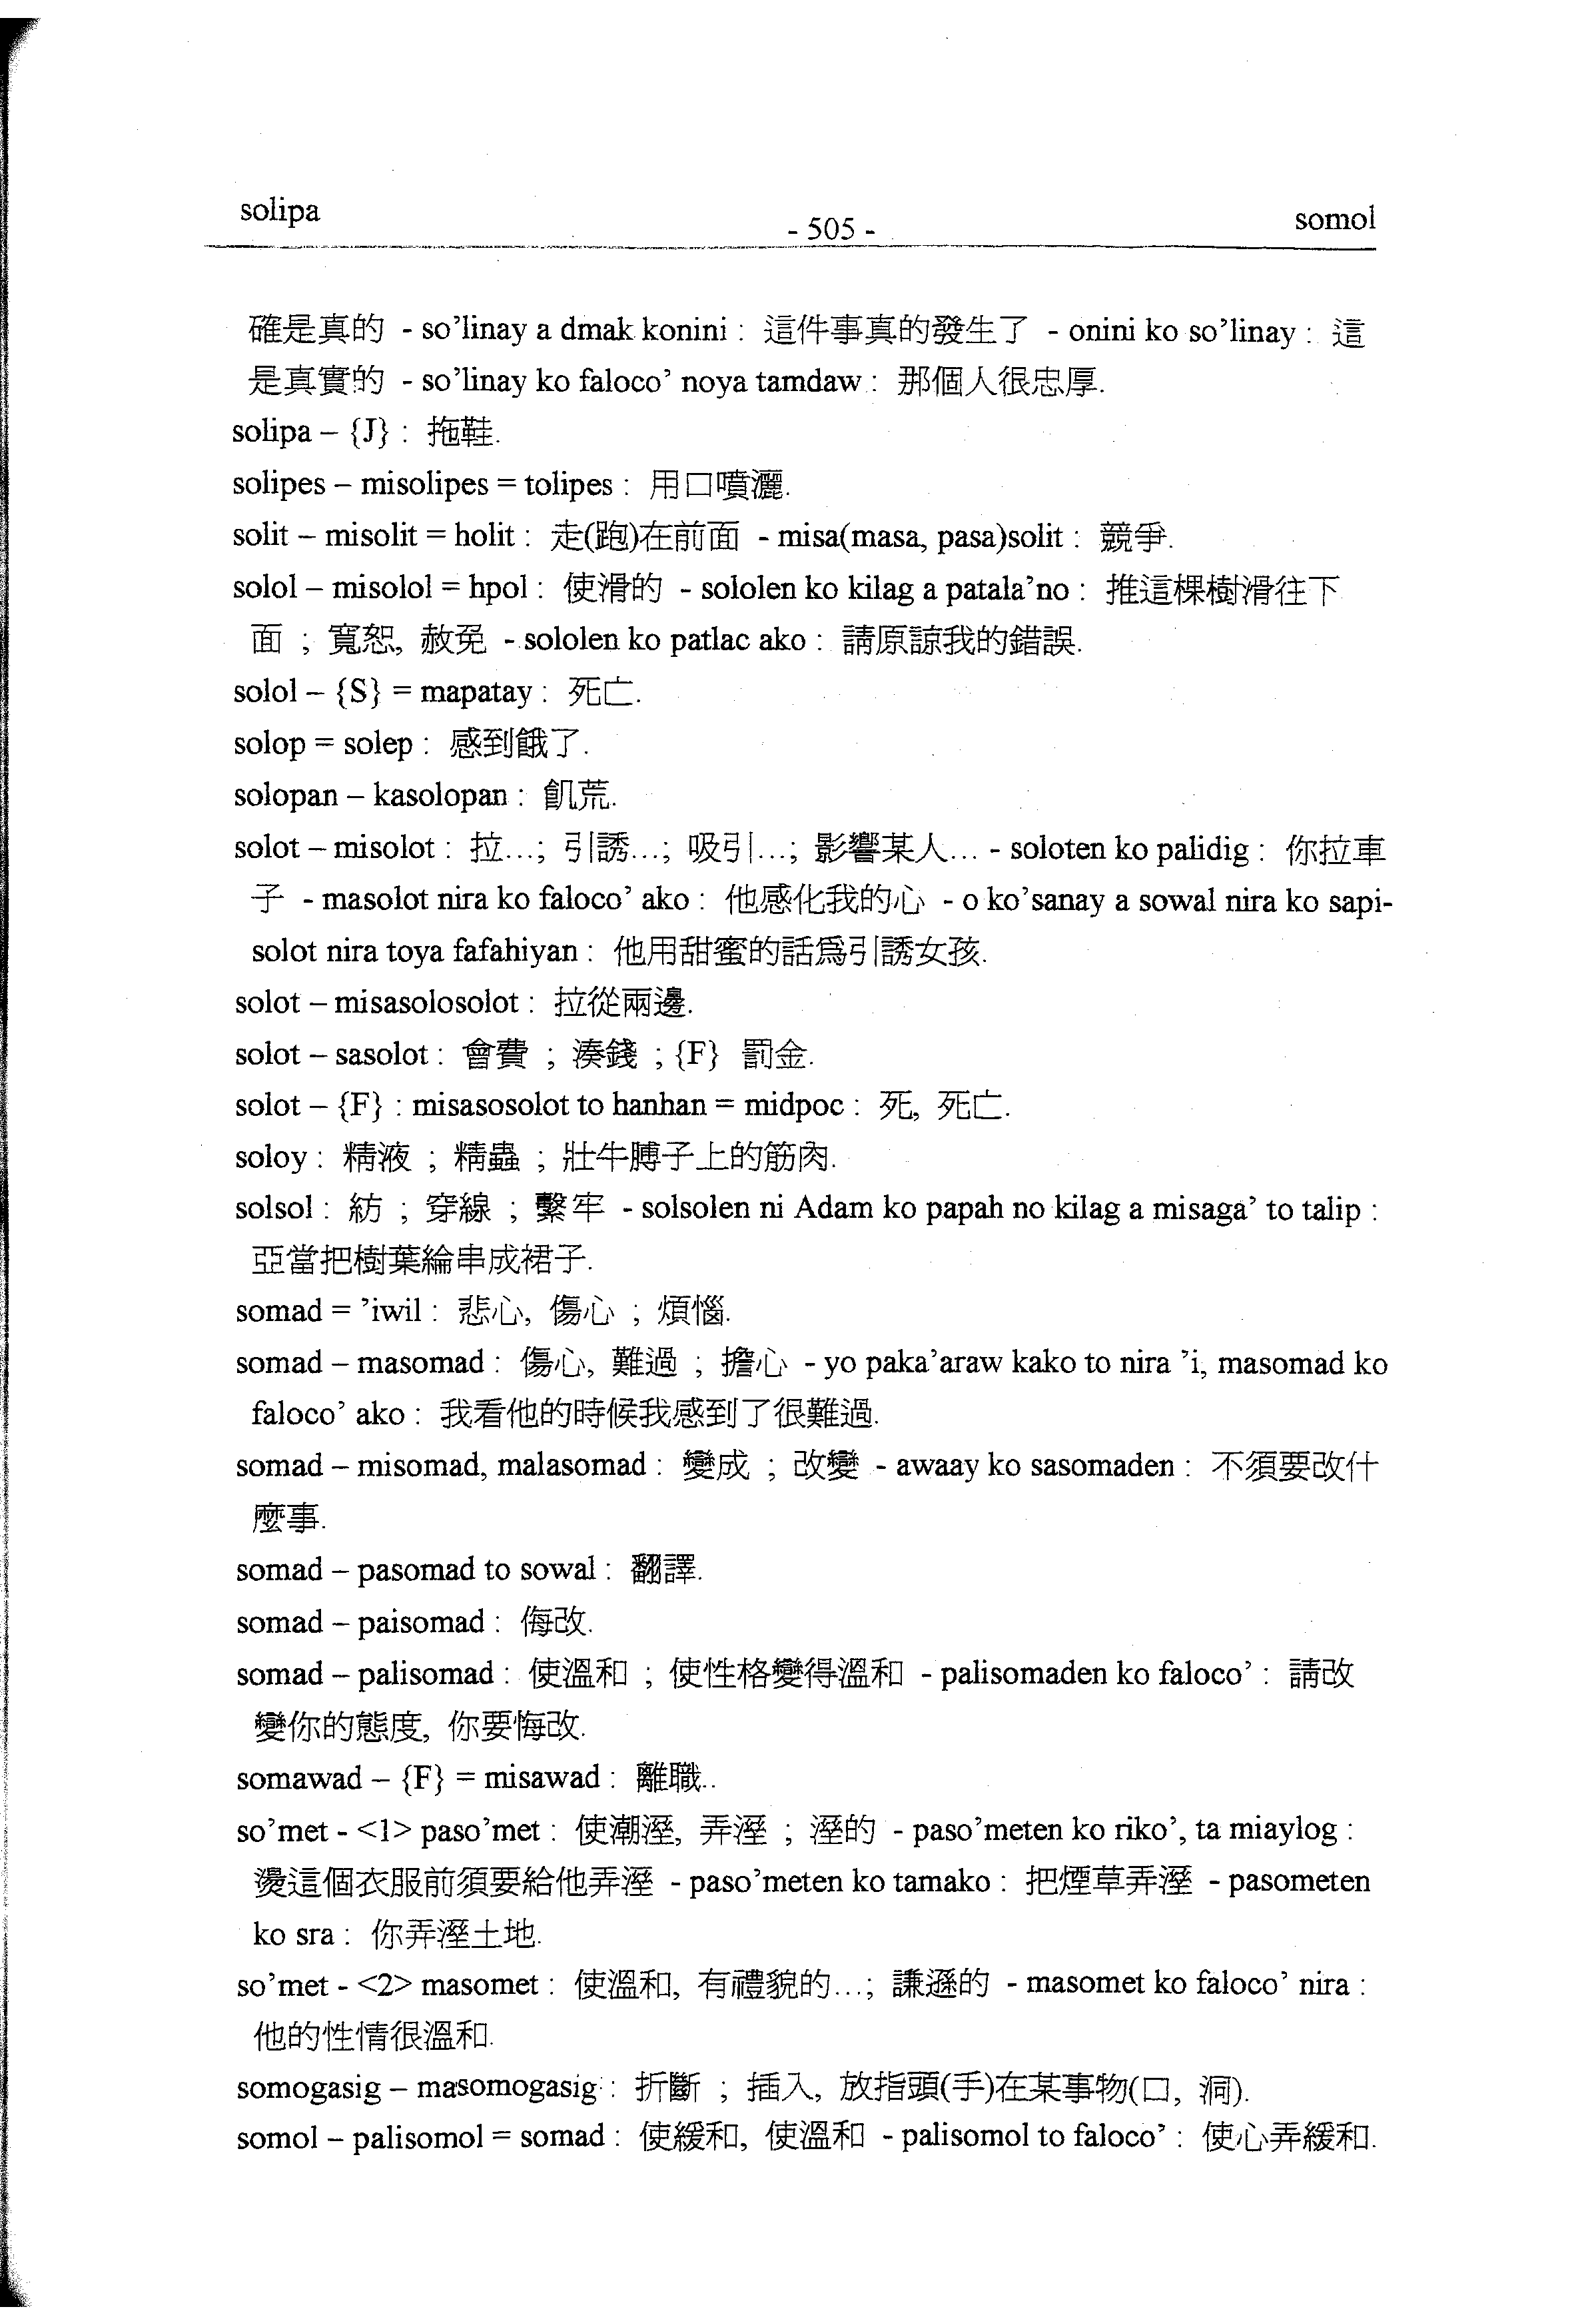 solipa
- 505 -
somol
確是真的 - so’linay a dmak konini : 這件事真的發生了 - onini ko so’linay : 這
是真實的 - so’linay ko faloco’ noya tamdaw : 那個人很忠厚.
solipa – {J} : 拖鞋.
solipes – misolipes = tolipes : 用口噴灑.
solit – misolit = holit : 走(跑)在前面 - misa(masa, pasa)solit : 競爭.
solol – misolol = hpol : 使滑的 - sololen ko kilag a patala’no : 推這棵樹滑往下
面 ; 寬恕, 赦免 - sololen ko patlac ako : 請原諒我的錯誤.
solol – {S} = mapatay : 死亡.
solop = solep : 感到餓了.
solopan – kasolopan : 飢荒.
solot – misolot : 拉...; 引誘...; 吸引...; 影響某人... - soloten ko palidig : 你拉車
子 - masolot nira ko faloco’ ako : 他感化我的心 - o ko’sanay a sowal nira ko sapi-
solot nira toya fafahiyan : 他用甜蜜的話爲引誘女孩.
solot – misasolosolot : 拉從兩邊.
solot – sasolot : 會費 ; 湊錢 ; {F} 罰金.
solot – {F} : misasosolot to hanhan = midpoc : 死, 死亡.
soloy : 精液 ; 精蟲 ; 壯牛膊子上的筋肉.
solsol : 紡 ; 穿線 ; 繫牢 - solsolen ni Adam ko papah no kilag a misaga’ to talip :
亞當把樹葉綸串成裙子.
somad = ’iwil : 悲心, 傷心 ; 煩惱.
somad – masomad : 傷心, 難過 ; 擔心 - yo paka’araw kako to nira ’i, masomad ko
faloco’ ako : 我看他的時候我感到了很難過.
somad – misomad, malasomad : 變成 ; 改變 - awaay ko sasomaden : 不須要改什
麼事.
somad – pasomad to sowal : 翻譯.
somad – paisomad : 侮改.
somad – palisomad : 使溫和 ; 使性格變得溫和 - palisomaden ko faloco’ : 請改
變你的態度, 你要悔改.
somawad – {F} = misawad : 離職..
so’met - <1> paso’met : 使潮溼, 弄溼 ; 溼的 - paso’meten ko riko’, ta miaylog :
燙這個衣服前須要給他弄溼 - paso’meten ko tamako : 把煙草弄溼 - pasometen
ko sra : 你弄溼土地.
so’met - <2> masomet : 使溫和, 有禮貌的...; 謙遜的 - masomet ko faloco’ nira :
他的性情很溫和.
somogasig – masomogasig : 折斷 ; 插入, 放指頭(手)在某事物(口, 洞).
somol – palisomol = somad : 使緩和, 使溫和 - palisomol to faloco’ : 使心弄緩和.